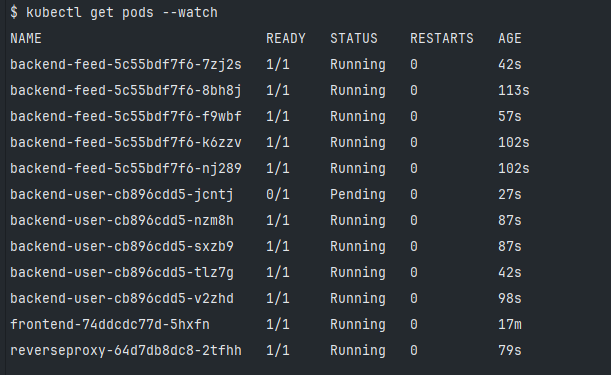 $ kubectl get pods --watch
NAME READY STATUS RESTARTS AGE
backend-feed-5c55bdf7f6-7zj2s 1/1 Running 0 42s
backend-feed-5c55bdf7f6-8bh8j 1/1 Running 0 113s
backend-feed-5c55bdf7f6-f9wbf 1/1 Running 0 57s
backend-feed-5c55bdf7f6-k6zzv 1/1 Running 0 102s
backend-feed-5c55bdf7f6-nj289 1/1 Running 0 102s
backend-user-cb896cdd5-jcntj 0/1 Pending 0 27s
backend-user-cb896cdd5-nzm8h 1/1 Running 0 87s
backend-user-cb896cdd5-sxzb9 1/1 Running 0 87s
backend-user-cb896cdd5-tlz7g 1/1 Running 0 42s
backend-user-cb896cdd5-v2zhd 1/1 Running 0 98s
frontend-74ddcdc77d-5hxfn 1/1 Running 0 17m
reverseproxy-64d7db8dc8-2tfhh 1/1 Running 0 79s